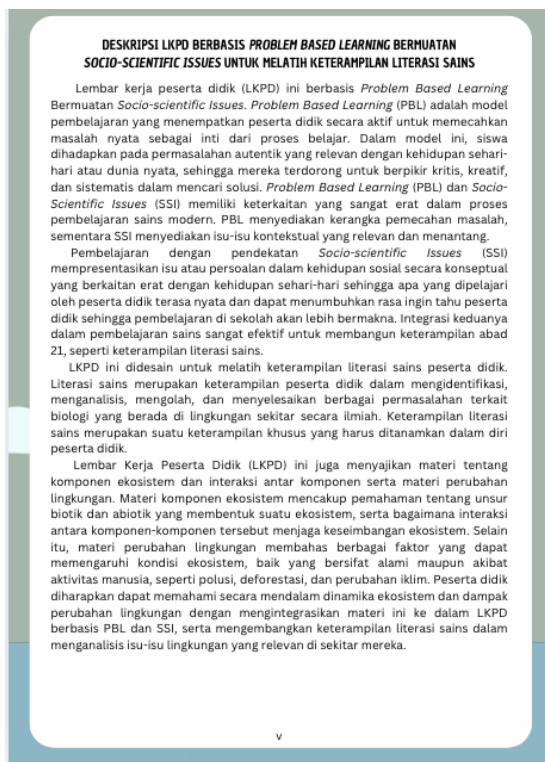 DESKRIPSI LKPD BERBASIS PROBLEM BASED LEARNING BERMUATAN
SOCIO-SCIENTIFIC ISSUES UNTUK MELATIH KETERAMPILAN LITERASI SAINS
Lembar kerja peserta didik (LKPD) ini berbasis Problem Based Learning
Bermuatan Socio-scientific Issues. Problem Based Learning (PBL) adalah model
pembelajaran yang menempatkan peserta didik secara aktif untuk memecahkan
masalah nyata sebagai inti dari proses belajar. Dalam model ini, siswa
dihadapkan pada permasalahan autentik yang relevan dengan kehidupan sehari-
hari atau dunia nyata, sehingga mereka terdorong untuk berpikir kritis, kreatif,
dan sistematis dalam mencari solusi. Problem Based Learning (PBL) dan Socio-
Scientific Issues (SSI) memiliki keterkaitan yang sangat erat dalam proses
pembelajaran sains modern. PBL menyediakan kerangka pemecahan masalah,
sementara SSI menyediakan isu-isu kontekstual yang relevan dan menantang.
Pembelajaran dengan pendekatan Socio-scientific Issues (SSI)
mempresentasikan isu atau persoalan dalam kehidupan sosial secara konseptual
yang berkaitan erat dengan kehidupan sehari-hari sehingga apa yang dipelajari
oleh peserta didik terasa nyata dan dapat menumbuhkan rasa ingin tahu peserta
didik sehingga pembelajaran di sekolah akan lebih bermakna. Integrasi keduanya
dalam pembelajaran sains sangat efektif untuk membangun keterampilan abad
21, seperti keterampilan literasi sains.
LKPD ini didesain untuk melatih keterampilan literasi sains peserta didik.
Literasi sains merupakan keterampilan peserta didik dalam mengidentifikasi,
menganalisis, mengolah, dan menyelesaikan berbagai permasalahan terkait
biologi yang berada di lingkungan sekitar secara ilmiah. Keterampilan literasi
sains merupakan suatu keterampilan khusus yang harus ditanamkan dalam diri
peserta didik.
Lembar Kerja Peserta Didik (LKPD) ini juga menyajikan materi tentang
komponen ekosistem dan interaksi antar komponen serta materi perubahan
lingkungan. Materi komponen ekosistem mencakup pemahaman tentang unsur
biotik dan abiotik yang membentuk suatu ekosistem, serta bagaimana interaksi
antara komponen-komponen tersebut menjaga keseimbangan ekosistem. Selain
itu, materi perubahan lingkungan membahas berbagai faktor yang dapat
memengaruhi kondisi ekosistem, baik yang bersifat alami maupun akibat
aktivitas manusia, seperti polusi, deforestasi, dan perubahan iklim. Peserta didik
diharapkan dapat memahami secara mendalam dinamika ekosistem dan dampak
perubahan lingkungan dengan mengintegrasikan materi ini ke dalam LKPD
berbasis PBL dan SSI, serta mengembangkan keterampilan literasi sains dalam
menganalisis isu-isu lingkungan yang relevan di sekitar mereka.
v